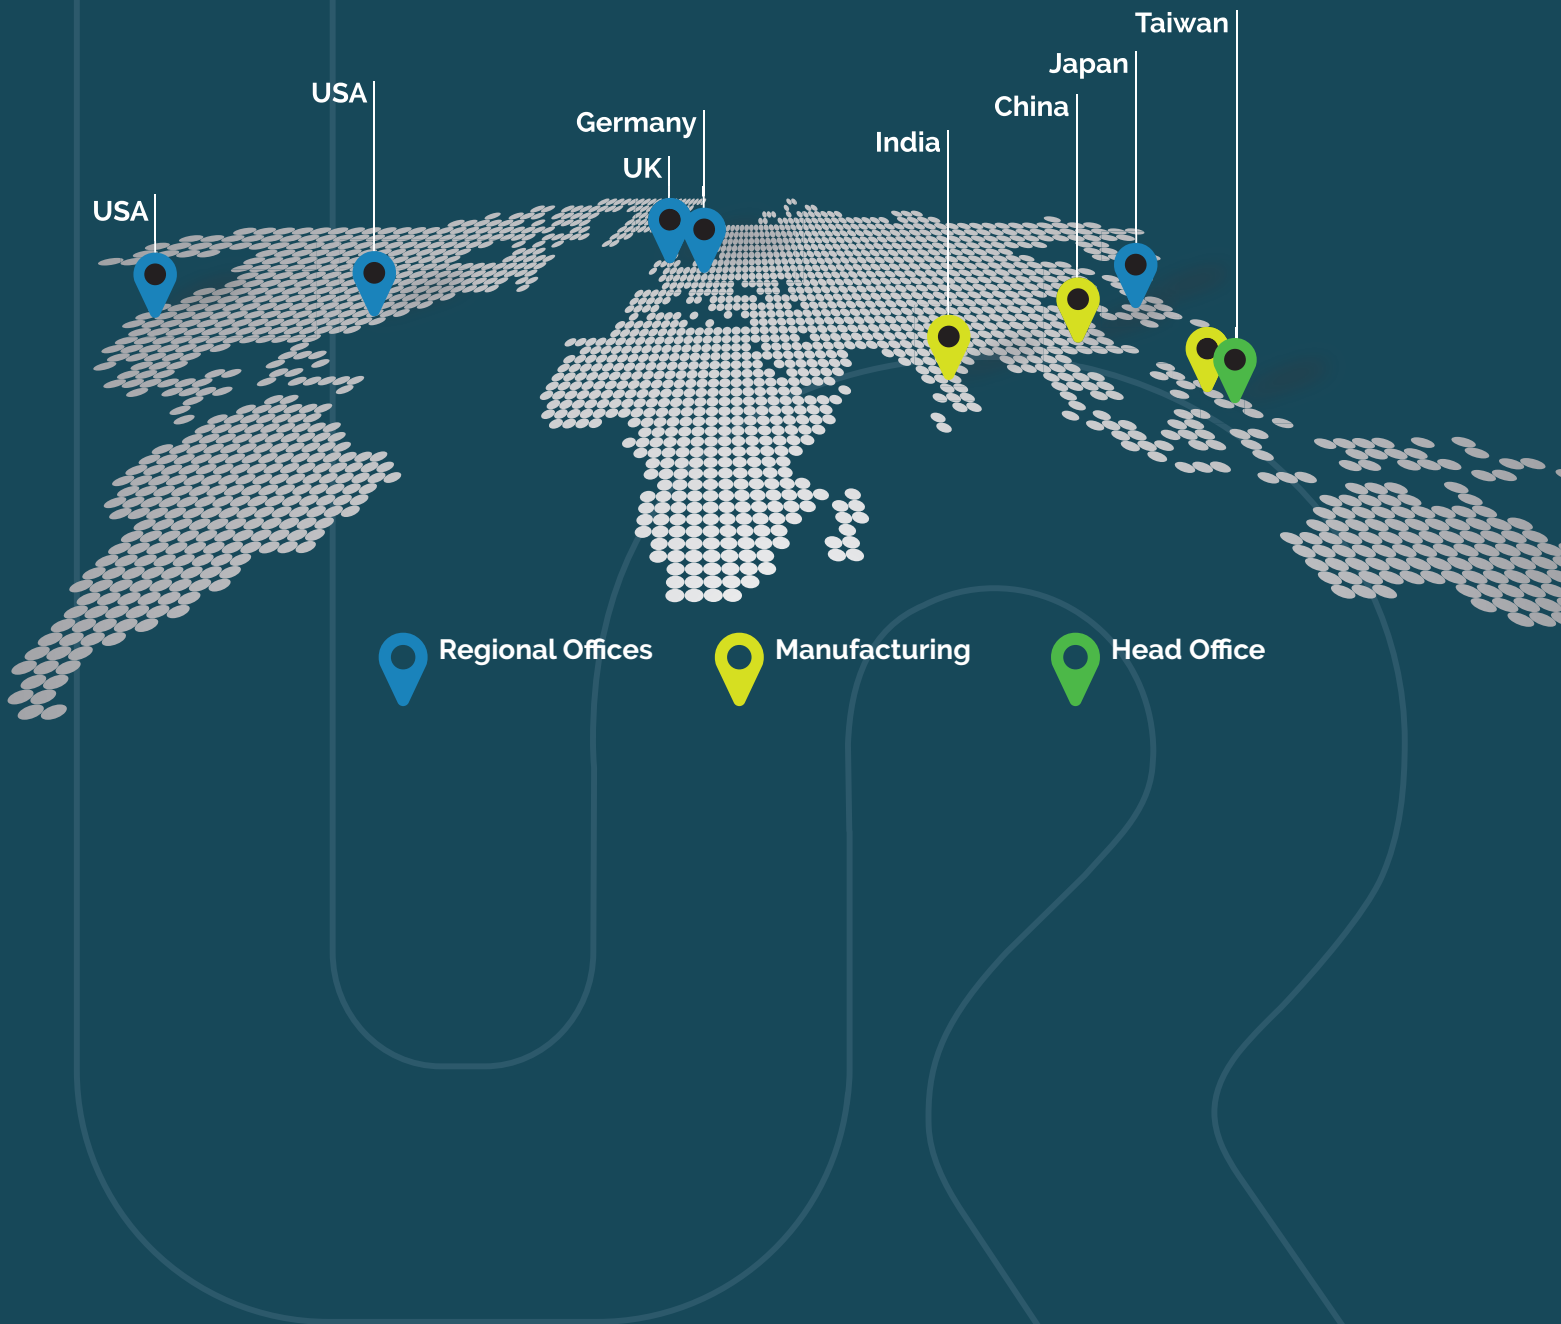 Taiwan
Japan
USA
China
Germany
India
UK
USA
Regional Offices
Manufacturing
Head Office